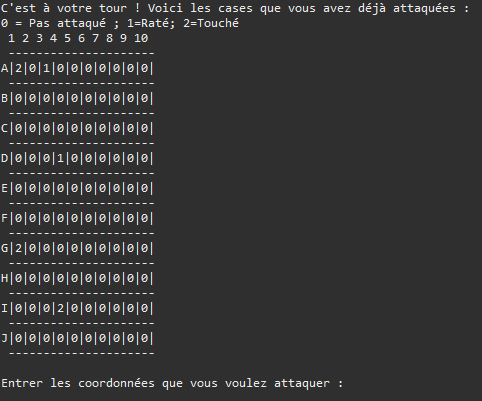 C'est à votre tour ! Voici les cases que vous avez déjà attaquées :
0 = Pas attaqué ; 1=Raté; 2=Touché
 1 2 3 4 5 6 7 8 9 10
 ---------------------
A|2|0|1|0|0|0|0|0|0|0|
 ---------------------
B|0|0|0|0|0|0|0|0|0|0|
 ---------------------
C|0|0|0|0|0|0|0|0|0|0|
 ---------------------
D|0|0|0|1|0|0|0|0|0|0|
 ---------------------
E|0|0|0|0|0|0|0|0|0|0|
 ---------------------
F|0|0|0|0|0|0|0|0|0|0|
 ---------------------
G|2|0|0|0|0|0|0|0|0|0|
 ---------------------
H|0|0|0|0|0|0|0|0|0|0|
 ---------------------
I|0|0|0|2|0|0|0|0|0|0|
 ---------------------
J|0|0|0|0|0|0|0|0|0|0|
 ---------------------
Entrer les coordonnées que vous voulez attaquer :